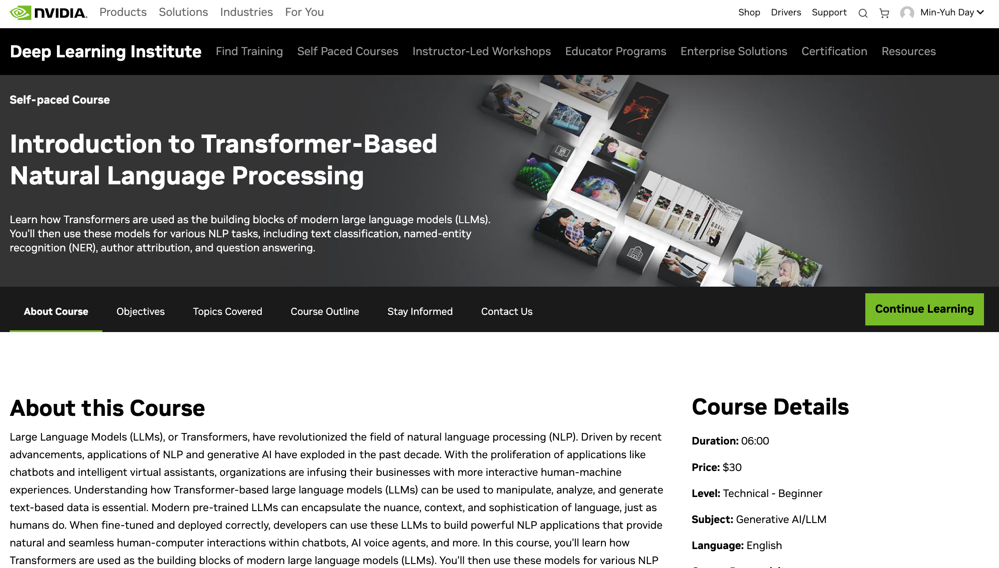 NVIDIA. Products Solutions Industries For You Shop Drivers Support Min-Yuh Day
Deep Learning Institute Find Training Self Paced Courses Instructor-Led Workshops Educator Programs Enterprise Solutions Certification Resources
Self-paced Course
Introduction to Transformer-Based
Natural Language Processing
Learn how Transformers are used as the building blocks of modern large language models (LLMs).
You’ll then use these models for various NLP tasks, including text classification, named-entity
recognition (NER), author attribution, and question answering.
About Course Objectives Topics Covered Course Outline Stay Informed Contact Us Continue Learning
About this Course
Large Language Models (LLMs), or Transformers, have revolutionized the field of natural language processing (NLP). Driven by recent
advancements, applications of NLP and generative AI have exploded in the past decade. With the proliferation of applications like
chatbots and intelligent virtual assistants, organizations are infusing their businesses with more interactive human-machine
experiences. Understanding how Transformer-based large language models (LLMs) can be used to manipulate, analyze, and generate
text-based data is essential. Modern pre-trained LLMs can encapsulate the nuance, context, and sophistication of language, just as
humans do. When fine-tuned and deployed correctly, developers can use these LLMs to build powerful NLP applications that provide
natural and seamless human-computer interactions within chatbots, AI voice agents, and more. In this course, you’ll learn how
Transformers are used as the building blocks of modern large language models (LLMs). You’ll then use these models for various NLP
Course Details
Duration: 06:00
Price: $30
Level: Technical - Beginner
Subject: Generative AI/LLM
Language: English